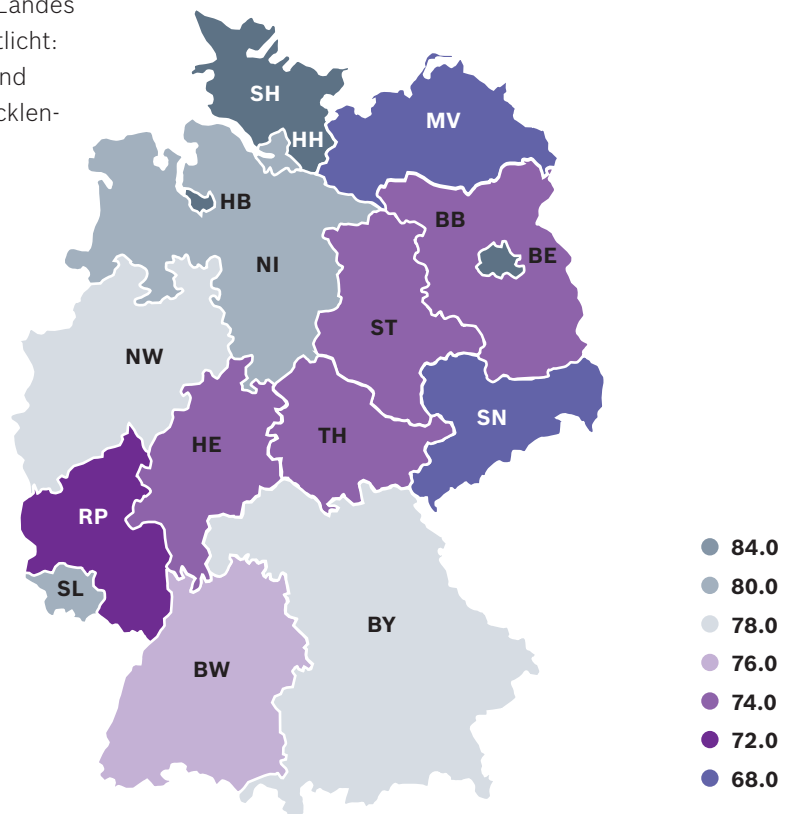 Landes
tlicht:
nd
cklen-
SH
MV
HH
HB
BB
BE
NI
ST
NW
SN
TH
HE
RP
SL
BY
BW
84.0
80.0
78.0
76.0
74.0
72.0
68.0